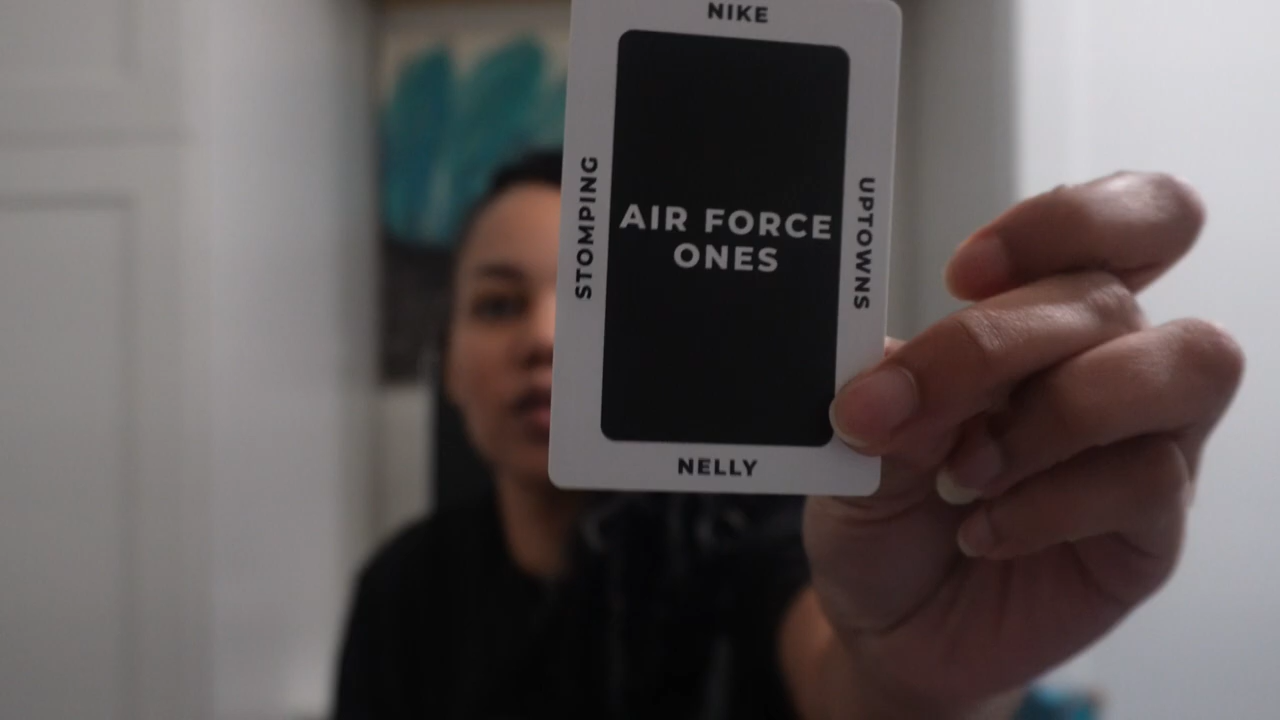 NIKE
STOMPING
AIR FORCE
ONES
UPTOWNS
NELLY